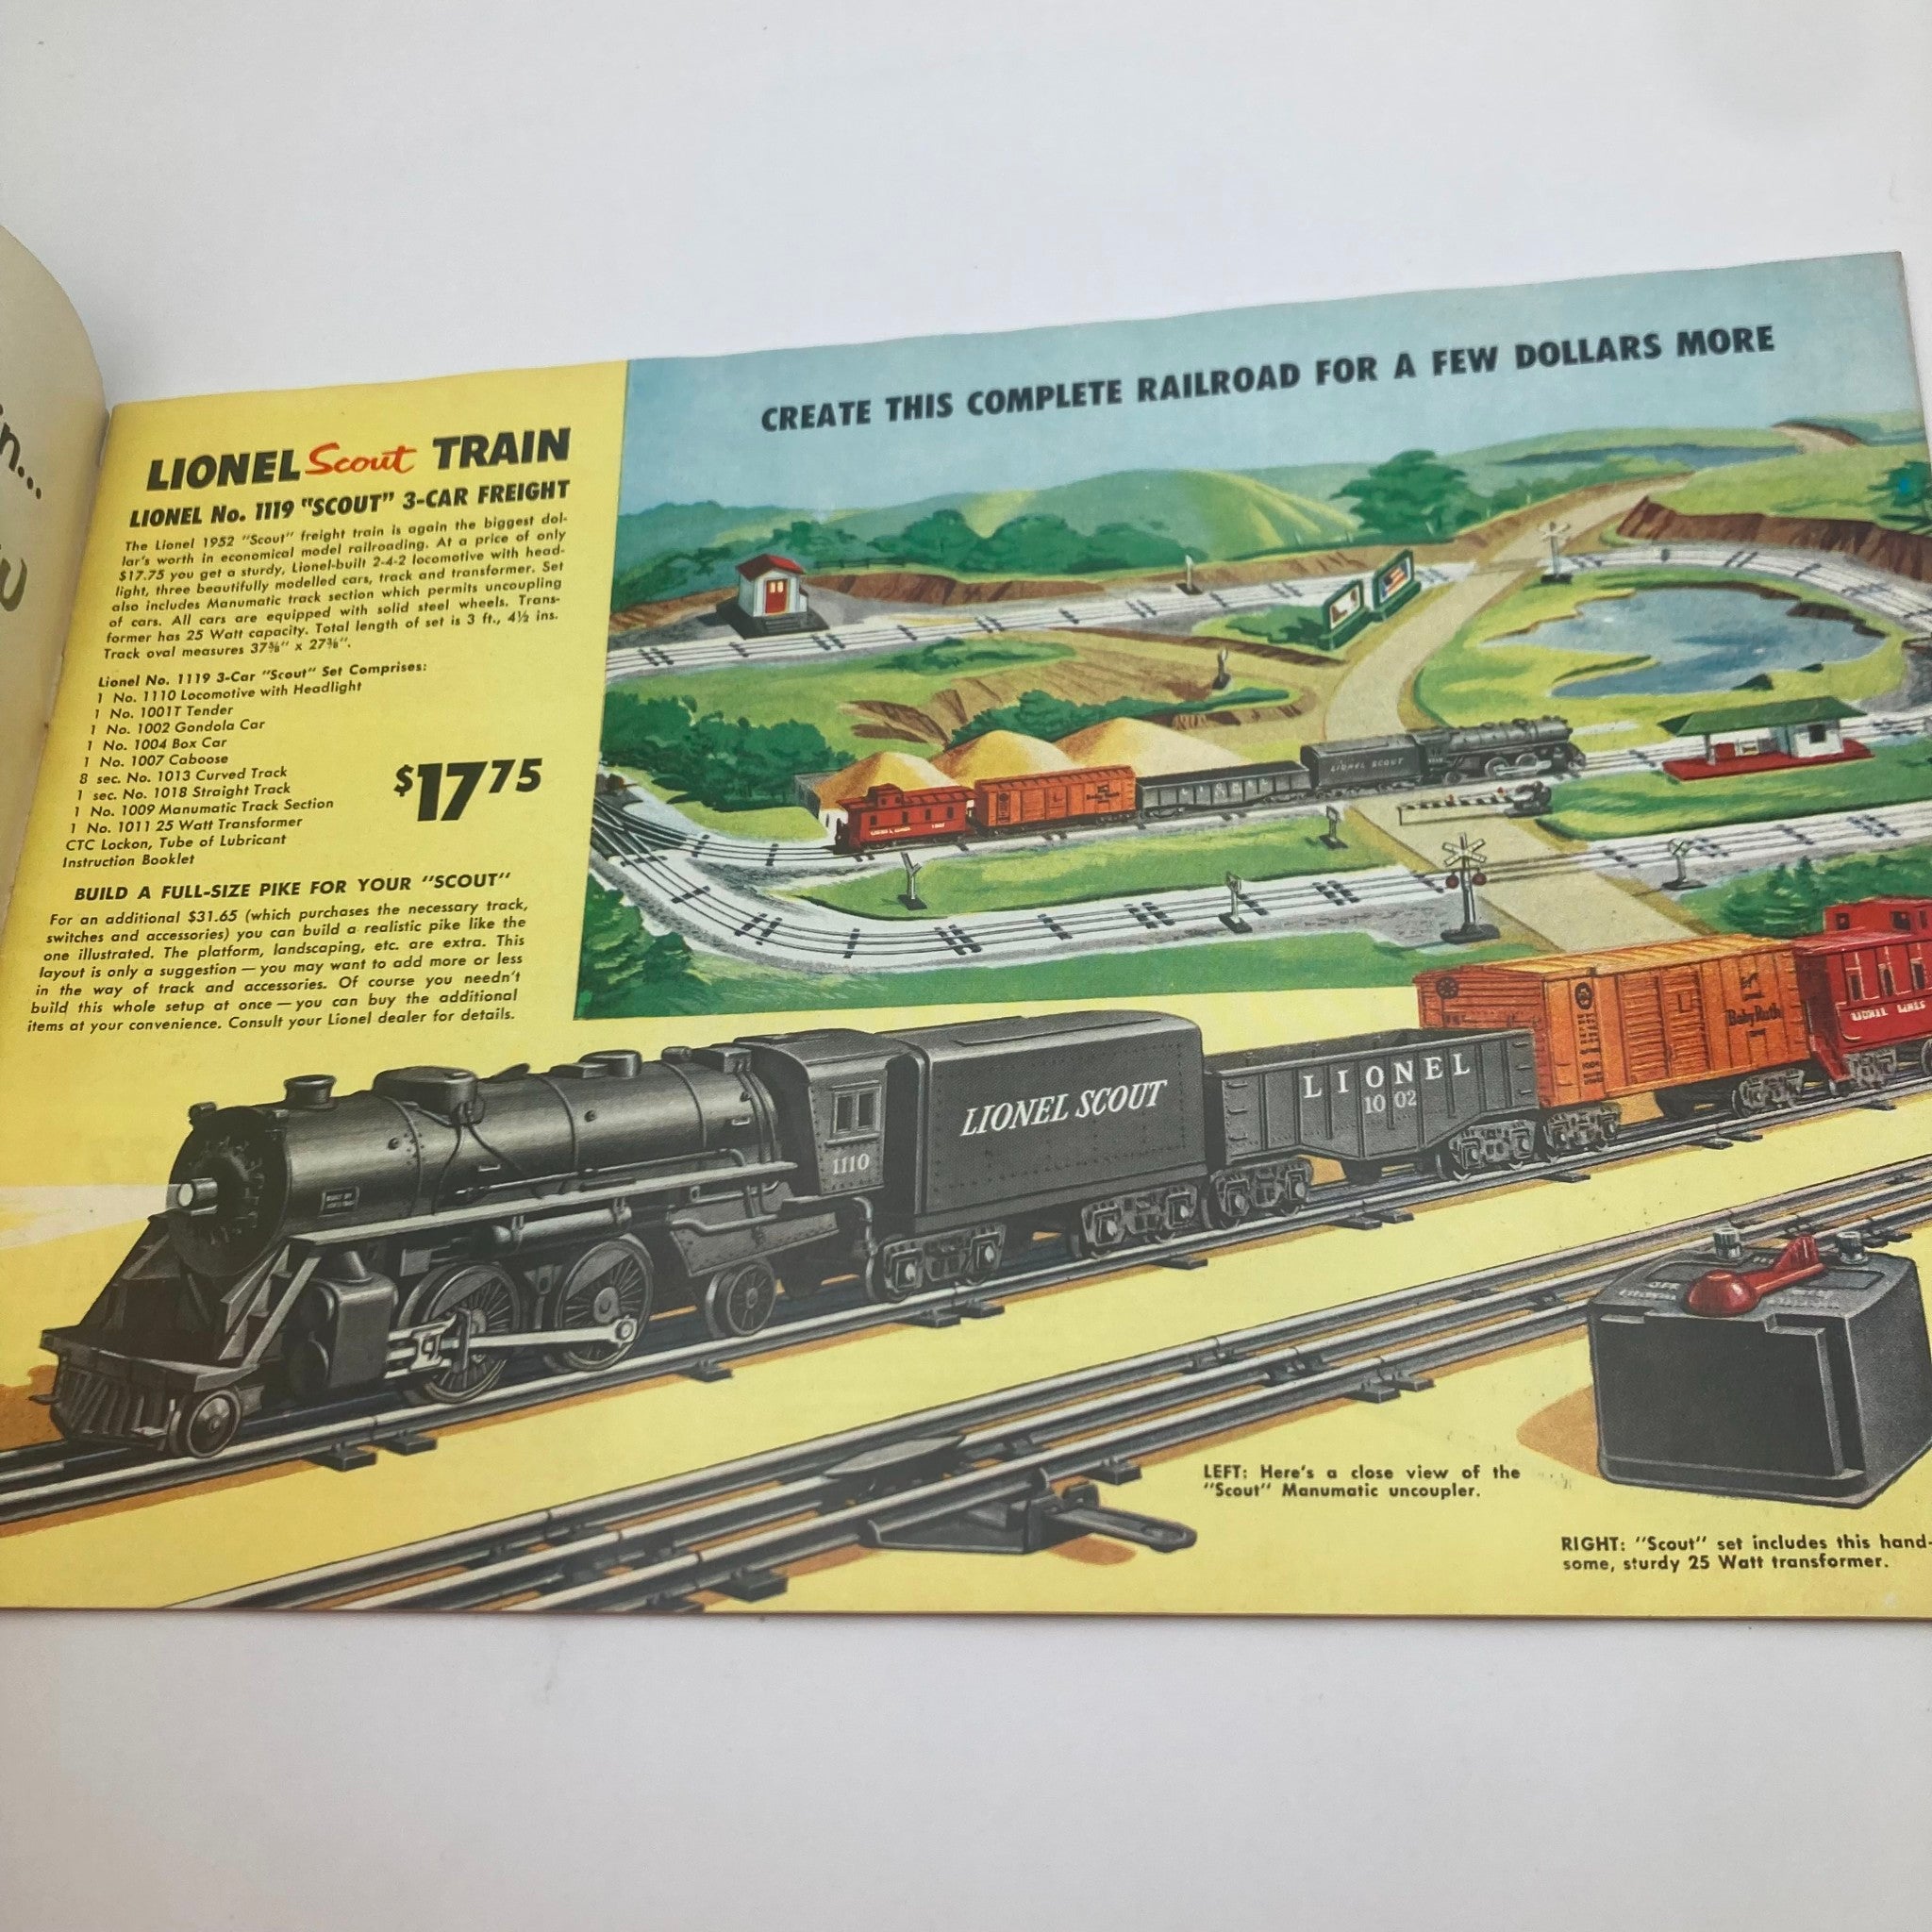 n...
LIONEL Scout TRAIN
LIONEL No. 1119 "SCOUT" 3-CAR FREIGHT
The Lionel 1952 "Scout" freight train is again the biggest dol-
lar's worth in economical model railroading. At a price of only
$17.75 you get a sturdy, Lionel-built 2-4-2 locomotive with head-
light, three beautifully modelled cars, track and transformer. Set
also includes Manumatic track section which permits uncoupling
of cars. All cars are equipped with solid steel wheels. Trans-
former has 25 Watt capacity. Total length of set is 3 ft., 4½ ins.
Track oval measures 37⅜" x 27⅜".
Lionel No. 1119 3-Car "Scout" Set Comprises:
1 No. 1110 Locomotive with Headlight
1 No. 1001T Tender
1 No. 1002 Gondola Car
1 No. 1004 Box Car
1 No. 1007 Caboose
8 sec. No. 1013 Curved Track
1 sec. No. 1018 Straight Track
1 No. 1009 Manumatic Track Section
1 No. 1011 25 Watt Transformer
CTC Lockon, Tube of Lubricant
Instruction Booklet
$17 75
BUILD A FULL-SIZE PIKE FOR YOUR "SCOUT"
For an additional $31.65 (which purchases the necessary track,
switches and accessories) you can build a realistic pike like the
one illustrated. The platform, landscaping, etc. are extra. This
layout is only a suggestion — you may want to add more or less
in the way of track and accessories. Of course you needn't
build this whole setup at once — you can buy the additional
items at your convenience. Consult your Lionel dealer for details.
CREATE THIS COMPLETE RAILROAD FOR A FEW DOLLARS MORE
LIONEL SCOUT
1110
LIONEL SCOUT
LIONEL
1002
Baby Ruth
LIONEL LINES
LEFT: Here's a close view of the
"Scout" Manumatic uncoupler.
RIGHT: "Scout" set includes this hand-
some, sturdy 25 Watt transformer.